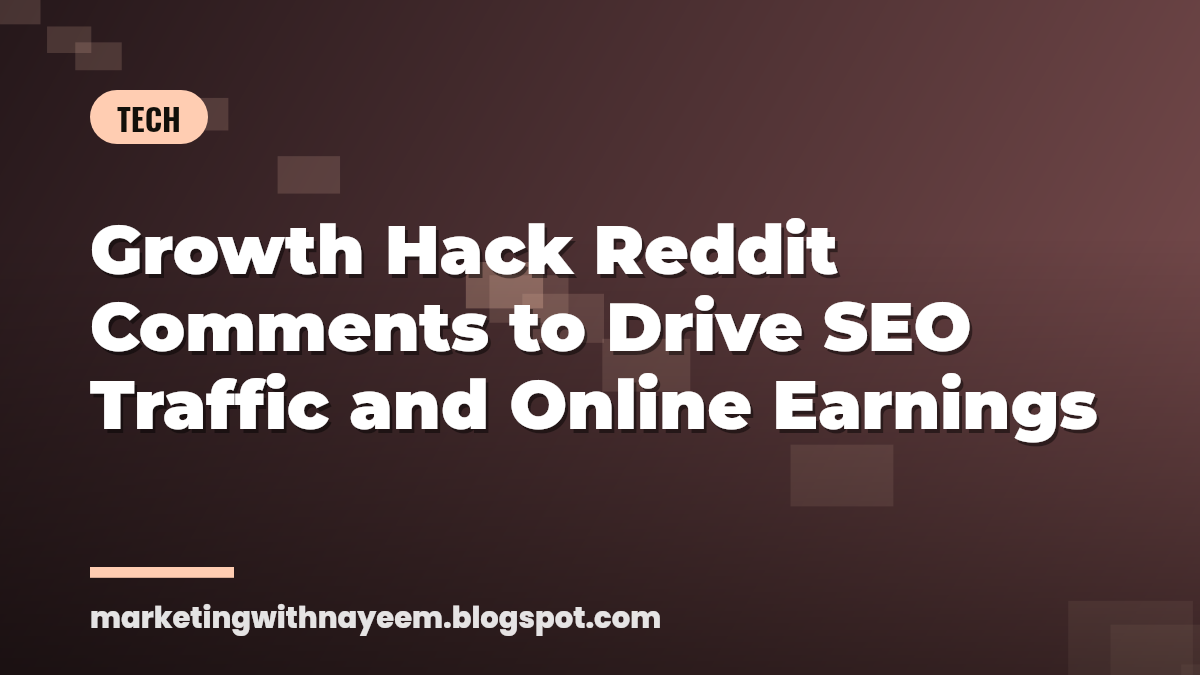 TECH
Growth Hack Reddit
Comments to Drive SEO
Traffic and Online Earnings
marketingwithnayeem.blogspot.com